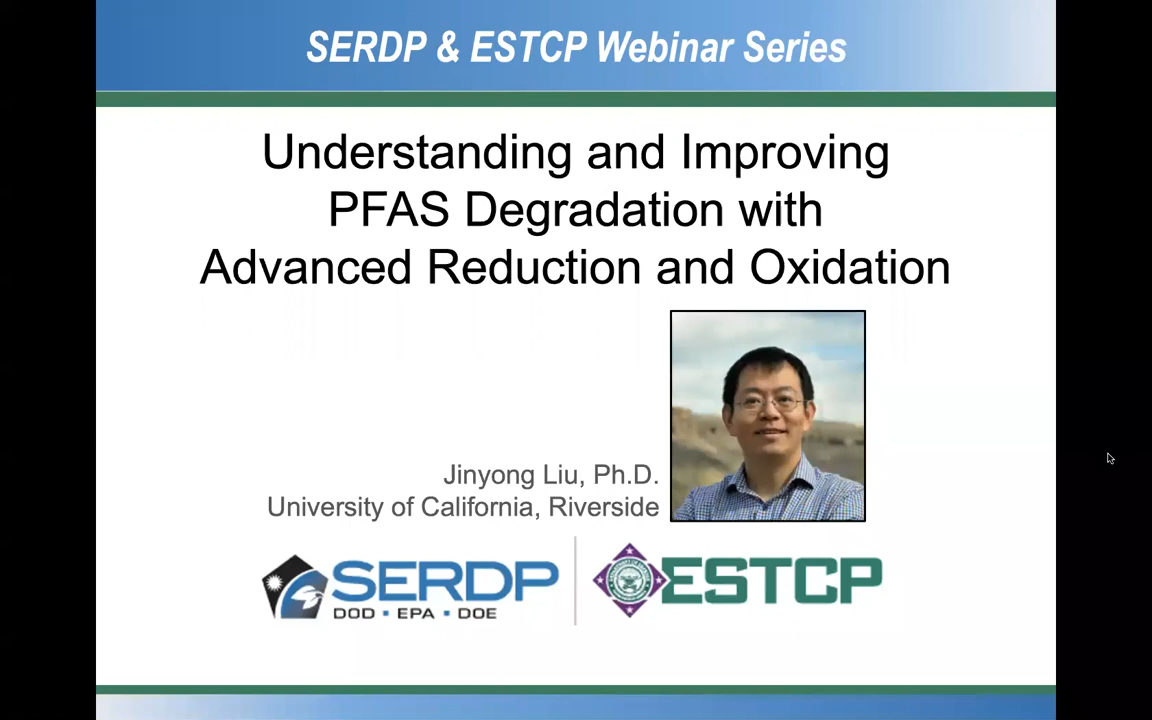 SERDP & ESTCP Webinar Series
Understanding and Improving
PFAS Degradation with
Advanced Reduction and Oxidation
Jinyong Liu, Ph.D.
University of California, Riverside
SERDP
DOD ▪ EPA ▪ DOE
ESTCP